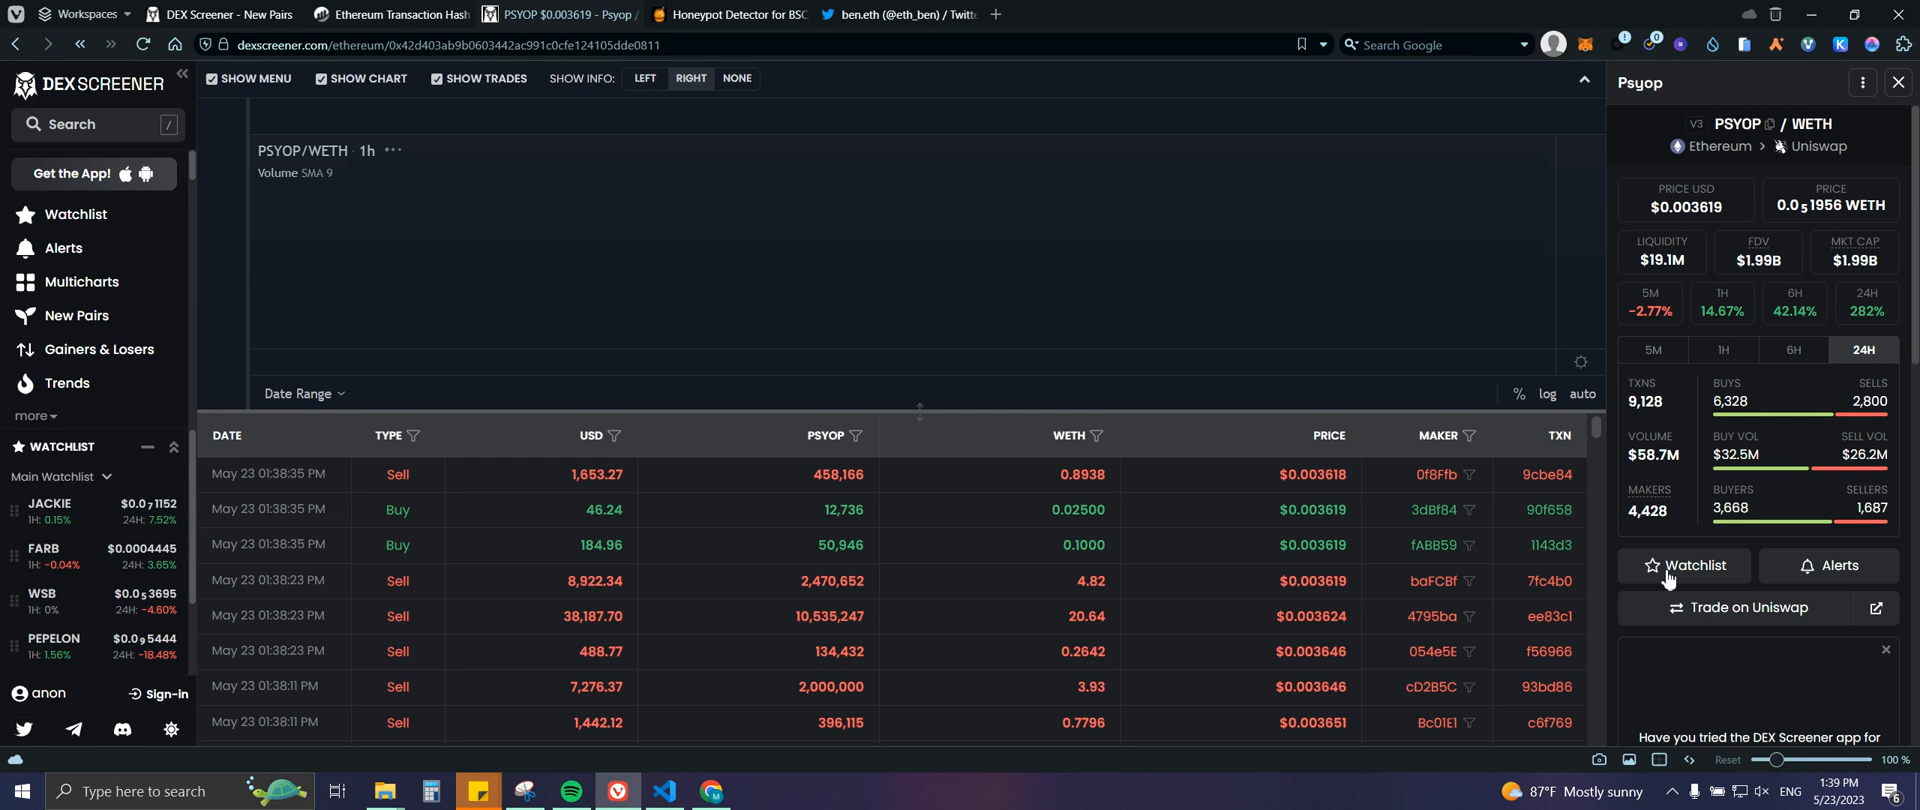 Workspaces
DEX Screener - New Pairs
Ethereum Transaction Hash
PSYOP $0.003619 - Psyop /
Honeypot Detector for BSC,
ben.eth (@eth_ben) / Twitte
dexscreener.com/ethereum/0x42d403ab9b0603442ac991c0cfe124105dde0811
Search Google
DEXSCREENER
Search /
Get the App!
Watchlist
Alerts
Multicharts
New Pairs
Gainers & Losers
Trends
more
WATCHLIST
Main Watchlist
JACKIE $0.0₇1152
1H: 0.15% 24H: 7.52%
FARB $0.0004445
1H: -0.04% 24H: 3.65%
WSB $0.0₅3695
1H: 0% 24H: -4.60%
PEPELON $0.0₉5444
1H: 1.56% 24H: -18.48%
anon Sign-in
SHOW MENU SHOW CHART SHOW TRADES SHOW INFO: LEFT RIGHT NONE
PSYOP/WETH · 1h
Volume SMA 9
Date Range
% log auto
DATE TYPE USD PSYOP WETH PRICE MAKER TXN
May 23 01:38:35 PM Sell 1,653.27 458,166 0.8938 $0.003618 0f8Ffb 9cbe84
May 23 01:38:35 PM Buy 46.24 12,736 0.02500 $0.003619 3dBf84 90f658
May 23 01:38:35 PM Buy 184.96 50,946 0.1000 $0.003619 fABB59 1143d3
May 23 01:38:23 PM Sell 8,922.34 2,470,652 4.82 $0.003619 baFCBf 7fc4b0
May 23 01:38:23 PM Sell 38,187.70 10,535,247 20.64 $0.003624 4795ba ee83c1
May 23 01:38:23 PM Sell 488.77 134,432 0.2642 $0.003646 054e5E f56966
May 23 01:38:11 PM Sell 7,276.37 2,000,000 3.93 $0.003646 cD2B5C 93bd86
May 23 01:38:11 PM Sell 1,442.12 396,115 0.7796 $0.003651 Bc01E1 c6f769
Psyop
V3 PSYOP / WETH
Ethereum > Uniswap
PRICE USD PRICE
$0.003619 0.0₅1956 WETH
LIQUIDITY FDV MKT CAP
$19.1M $1.99B $1.99B
5M 1H 6H 24H
-2.77% 14.67% 42.14% 282%
5M 1H 6H 24H
TXNS BUYS SELLS
9,128 6,328 2,800
VOLUME BUY VOL SELL VOL
$58.7M $32.5M $26.2M
MAKERS BUYERS SELLERS
4,428 3,668 1,687
Watchlist Alerts
Trade on Uniswap
Have you tried the DEX Screener app for
Reset 100 %
Type here to search
87°F Mostly sunny
ENG
1:39 PM
5/23/2023
6